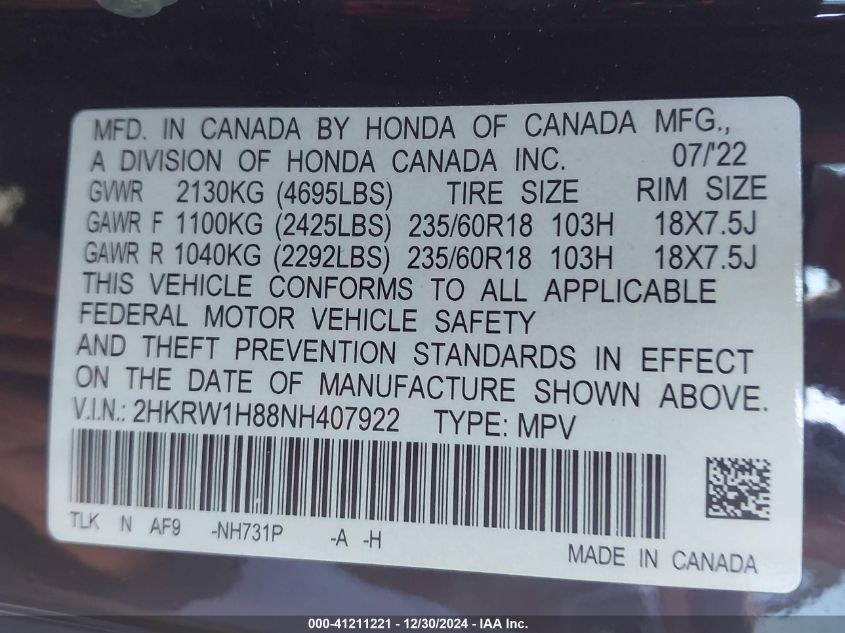 MFD. IN CANADA BY HONDA OF CANADA MFG.,
A DIVISION OF HONDA CANADA INC. 07/'22
GVWR 2130KG (4695LBS) TIRE SIZE RIM SIZE
GAWR F 1100KG (2425LBS) 235/60R18 103H 18X7.5J
GAWR R 1040KG (2292LBS) 235/60R18 103H 18X7.5J
THIS VEHICLE CONFORMS TO ALL APPLICABLE
FEDERAL MOTOR VEHICLE SAFETY
AND THEFT PREVENTION STANDARDS IN EFFECT
ON THE DATE OF MANUFACTURE SHOWN ABOVE.
V.I.N.: 2HKRW1H88NH407922 TYPE: MPV
TLK N AF9 -NH731P -A -H
MADE IN CANADA
000-41211221 - 12/30/2024 - IAA Inc.